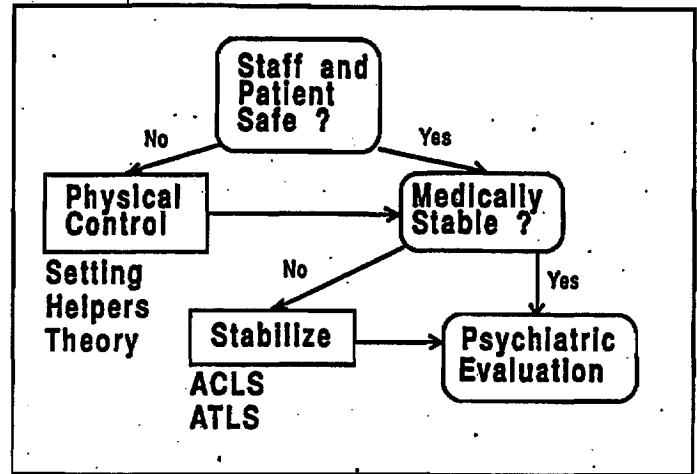 Staff and
Patient
Safe ?
No
Yes
Physical
Control
Medically
Stable ?
Setting
Helpers
Theory
No
Yes
Stabilize
Psychiatric
Evaluation
ACLS
ATLS